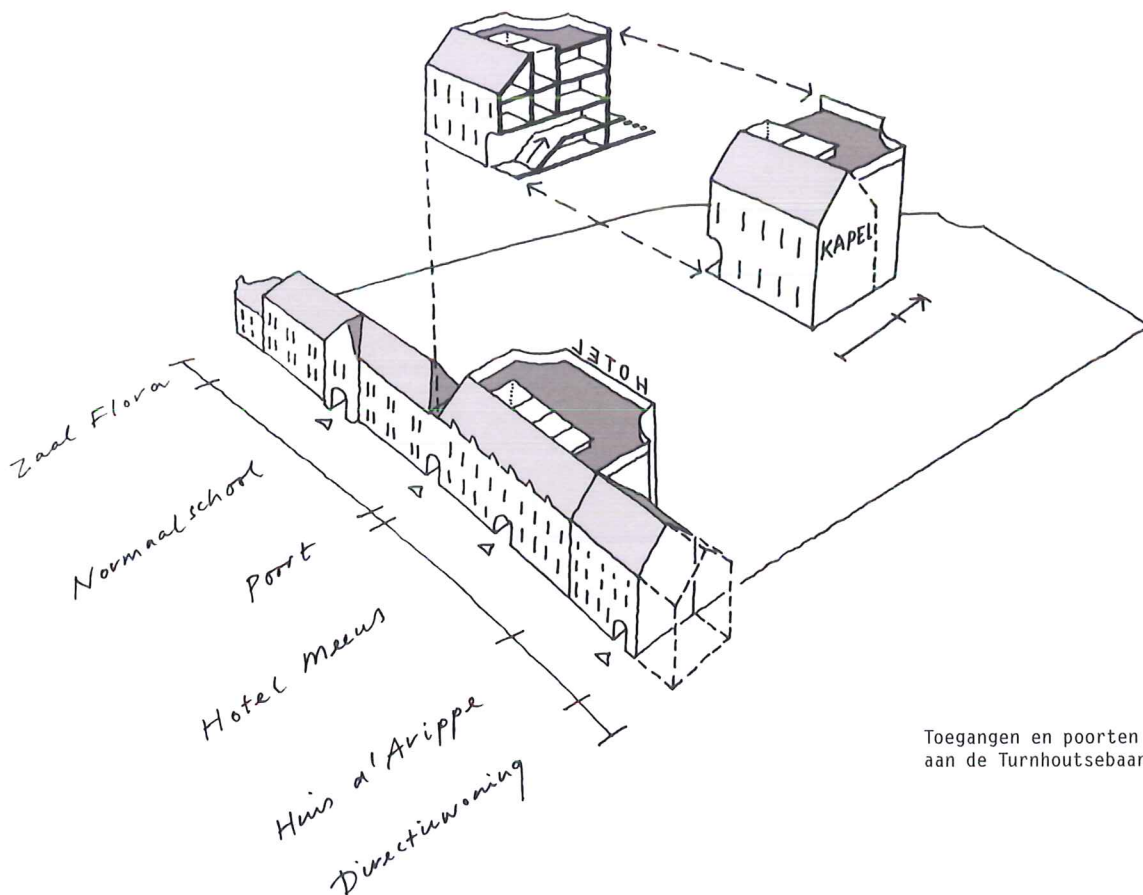 KAPEL
HOTEL
Zaal Flora
Normaalschool
Poort
Hotel Meeus
Huis d'Arippe
Directiewoning
Toegangen en poorten
aan de Turnhoutsebaan